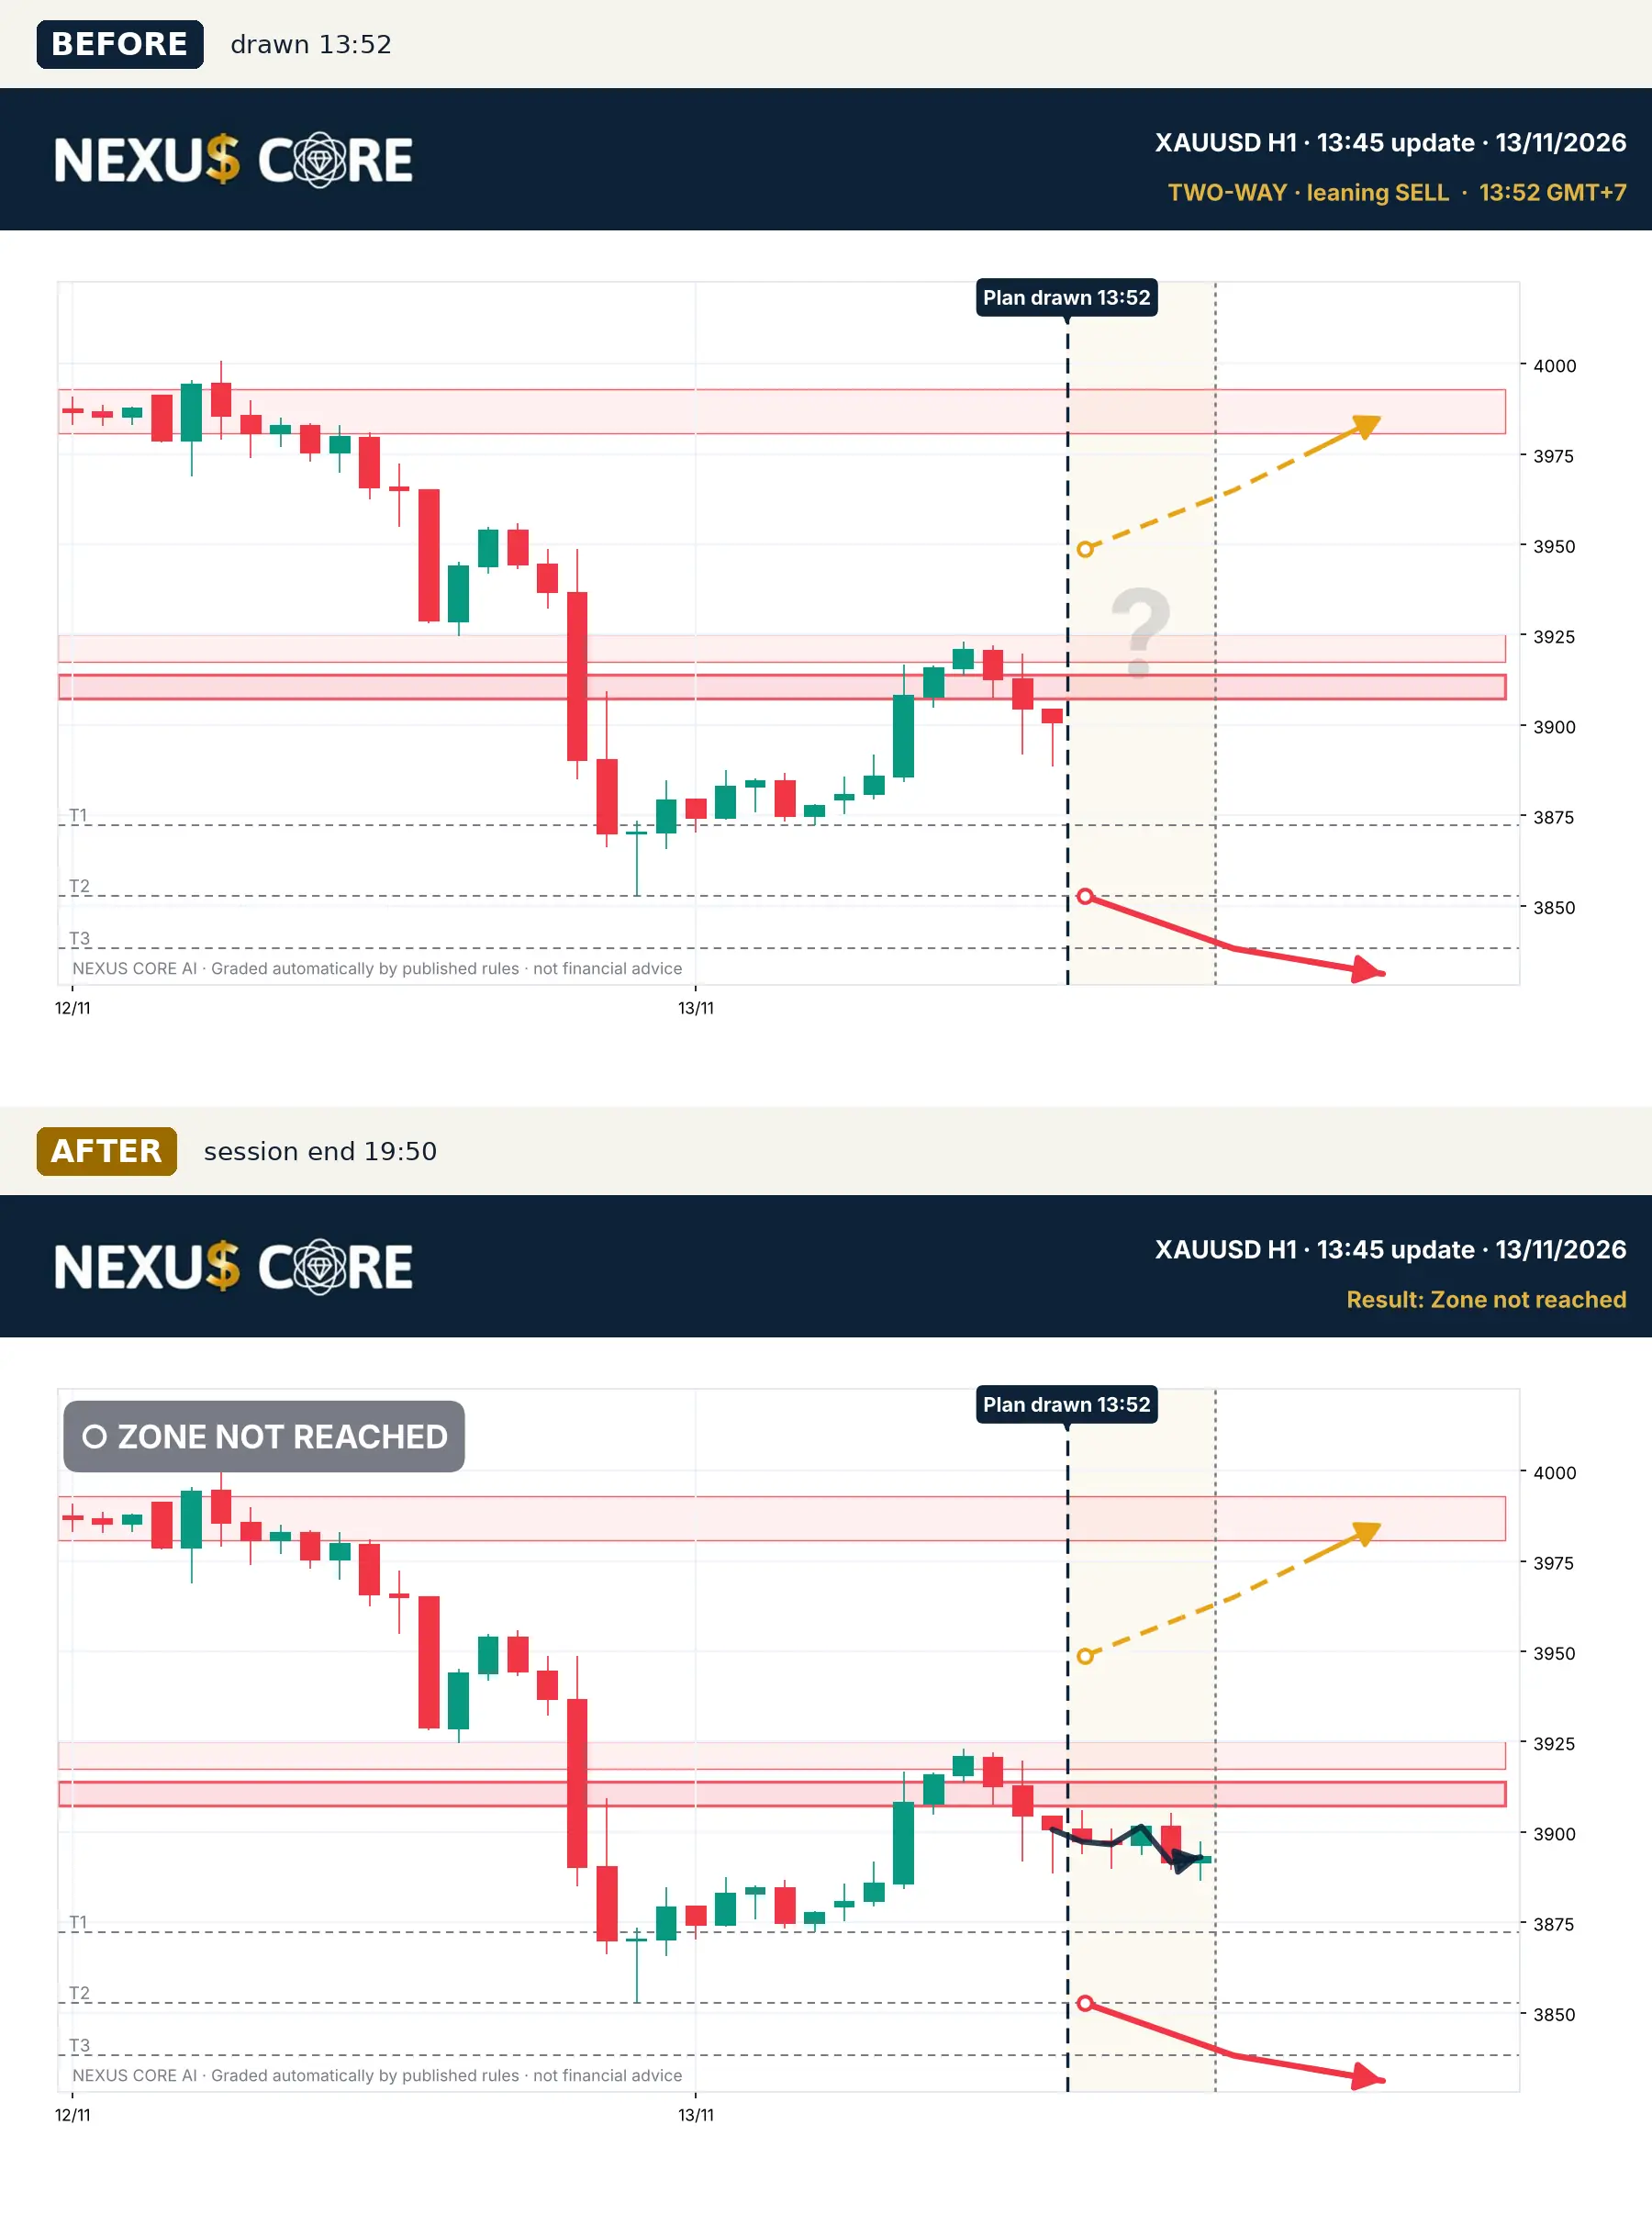 BEFORE drawn 13:52
NEXU$ CORE
XAUUSD H1 · 13:45 update · 13/11/2026
TWO-WAY · leaning SELL · 13:52 GMT+7
Plan drawn 13:52
4000
3975
3950
?
3925
3900
T1
3875
T2
3850
T3
NEXUS CORE AI · Graded automatically by published rules · not financial advice
12/11
13/11
AFTER session end 19:50
NEXU$ CORE
XAUUSD H1 · 13:45 update · 13/11/2026
Result: Zone not reached
Plan drawn 13:52
ZONE NOT REACHED
4000
3975
3950
3925
3900
T1
3875
T2
3850
T3
NEXUS CORE AI · Graded automatically by published rules · not financial advice
12/11
13/11